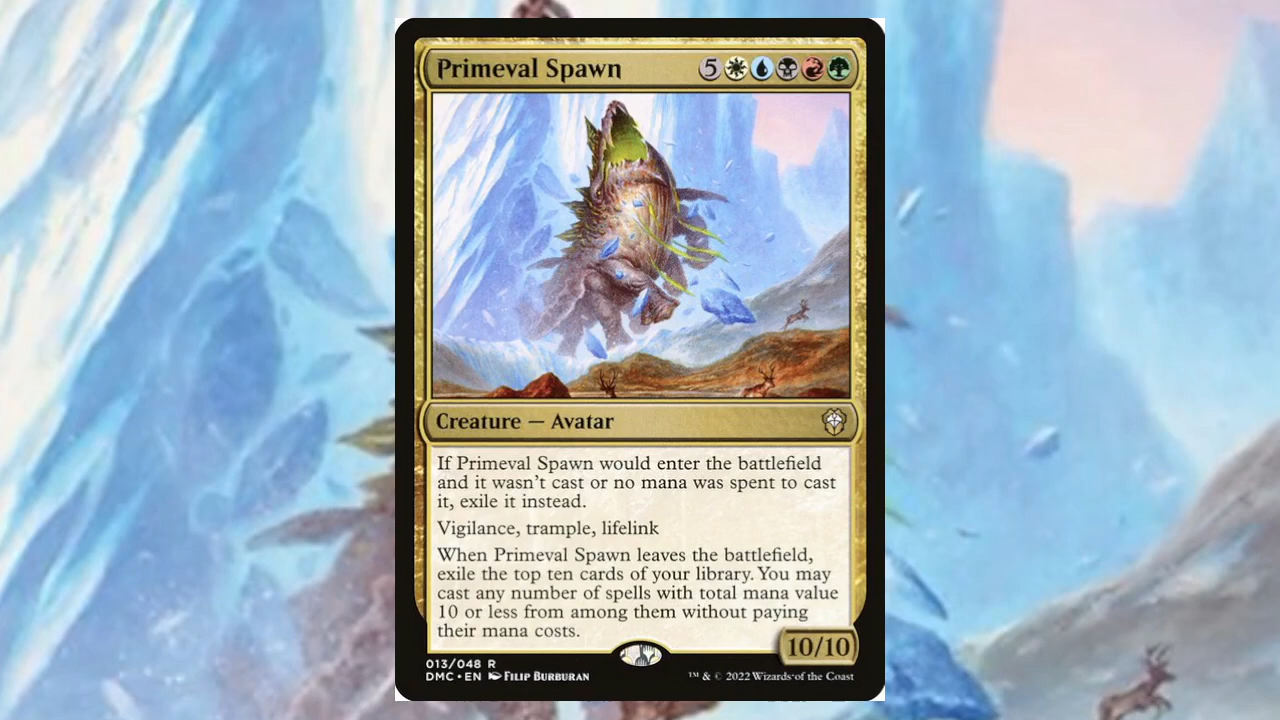 Primeval Spawn 5
Creature — Avatar
If Primeval Spawn would enter the battlefield
and it wasn't cast or no mana was spent to cast
it, exile it instead.
Vigilance, trample, lifelink
When Primeval Spawn leaves the battlefield,
exile the top ten cards of your library. You may
cast any number of spells with total mana value
10 or less from among them without paying
their mana costs.
10/10
013/048 R
DMC • EN Filip Burburan
™ & © 2022 Wizards of the Coast